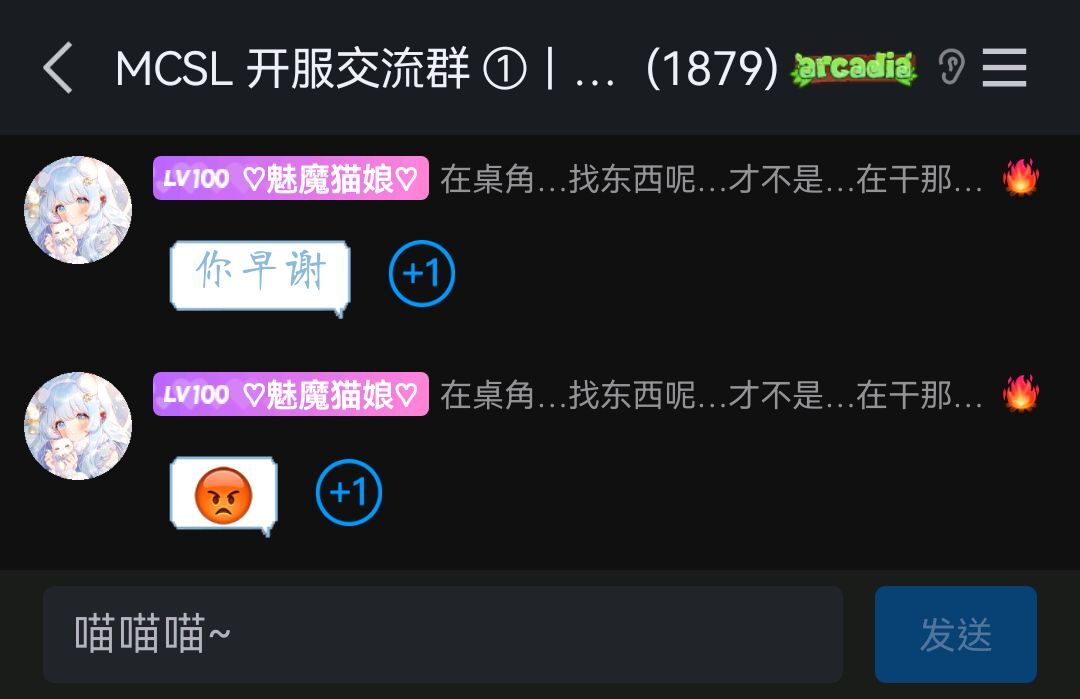 MCSL 开服交流群 ①丨... (1879) arcadia
LV100 ♡魅魔猫娘♡ 在桌角...找东西呢...才不是...在干那...
你早谢 +1
LV100 ♡魅魔猫娘♡ 在桌角...找东西呢...才不是...在干那...
+1
喵喵喵~ 发送